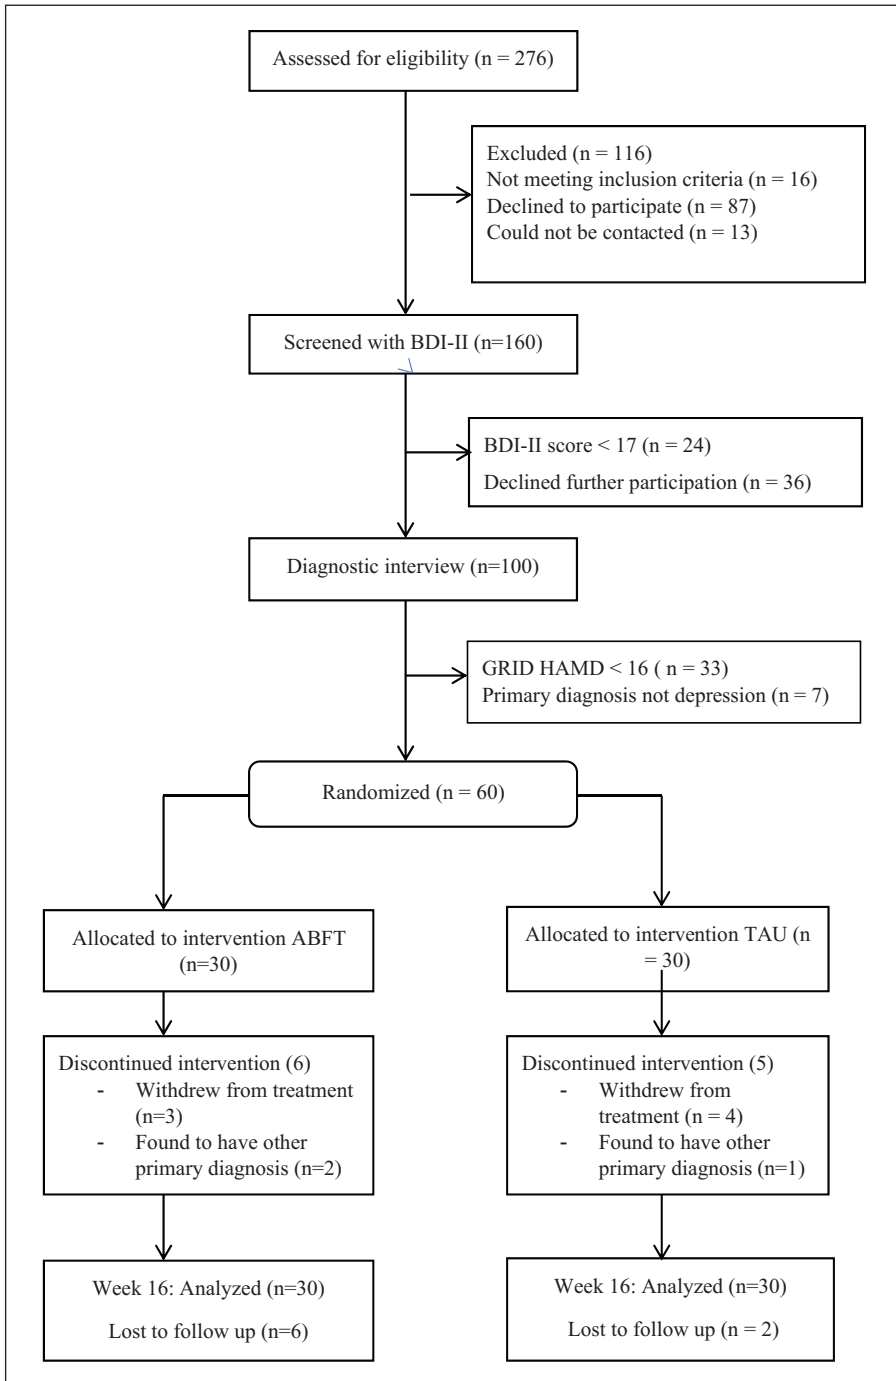 Assessed for eligibility (n = 276)
Excluded (n = 116)
Not meeting inclusion criteria (n = 16)
Declined to participate (n = 87)
Could not be contacted (n = 13)
Screened with BDI-II (n=160)
BDI-II score < 17 (n = 24)
Declined further participation (n = 36)
Diagnostic interview (n=100)
GRID HAMD < 16 ( n = 33)
Primary diagnosis not depression (n = 7)
Randomized (n = 60)
Allocated to intervention ABFT
(n=30)
Discontinued intervention (6)
- Withdrew from treatment
(n=3)
- Found to have other
primary diagnosis (n=2)
Week 16: Analyzed (n=30)
Lost to follow up (n=6)
Allocated to intervention TAU (n
= 30)
Discontinued intervention (5)
- Withdrew from
treatment (n = 4)
- Found to have other
primary diagnosis (n=1)
Week 16: Analyzed (n=30)
Lost to follow up (n = 2)